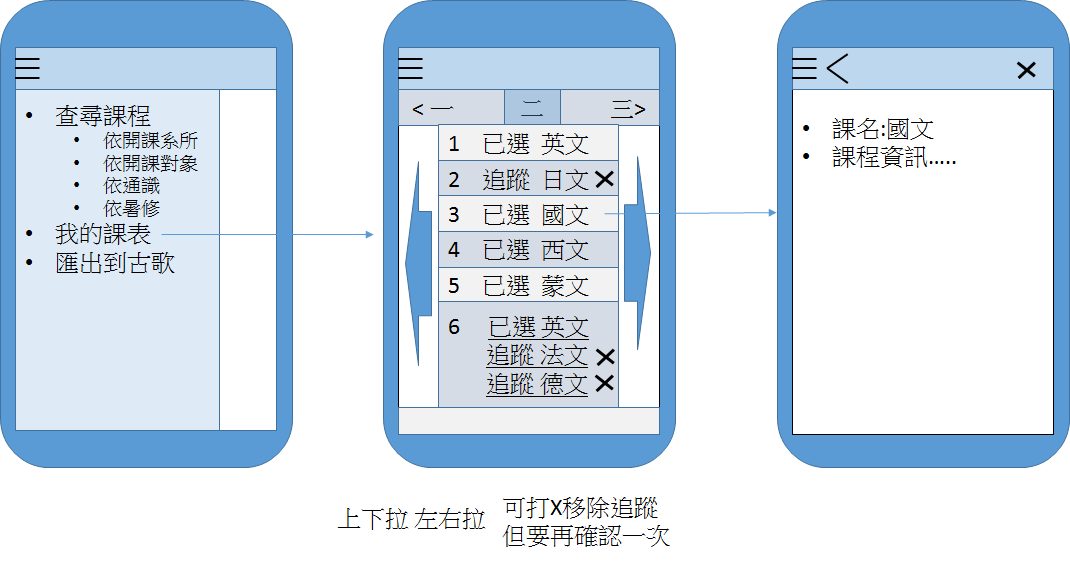 查尋課程
依開課系所
依開課對象
依通識
依暑修
我的課表
匯出到古歌
< 一 二 三>
1 已選 英文
2 追蹤 日文 ×
3 已選 國文
4 已選 西文
5 已選 蒙文
6 已選 英文
追蹤 法文 ×
追蹤 德文 ×
×
課名:國文
課程資訊.....
上下拉 左右拉
可打X移除追蹤
但要再確認一次